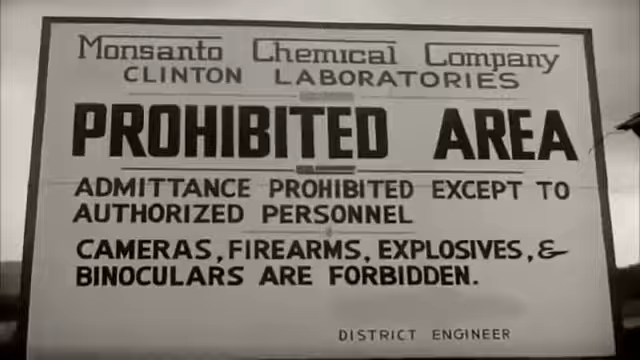 Monsanto Chemical Company
CLINTON LABORATORIES
PROHIBITED AREA
ADMITTANCE PROHIBITED EXCEPT TO
AUTHORIZED PERSONNEL
CAMERAS, FIREARMS, EXPLOSIVES, &
BINOCULARS ARE FORBIDDEN.
DISTRICT ENGINEER